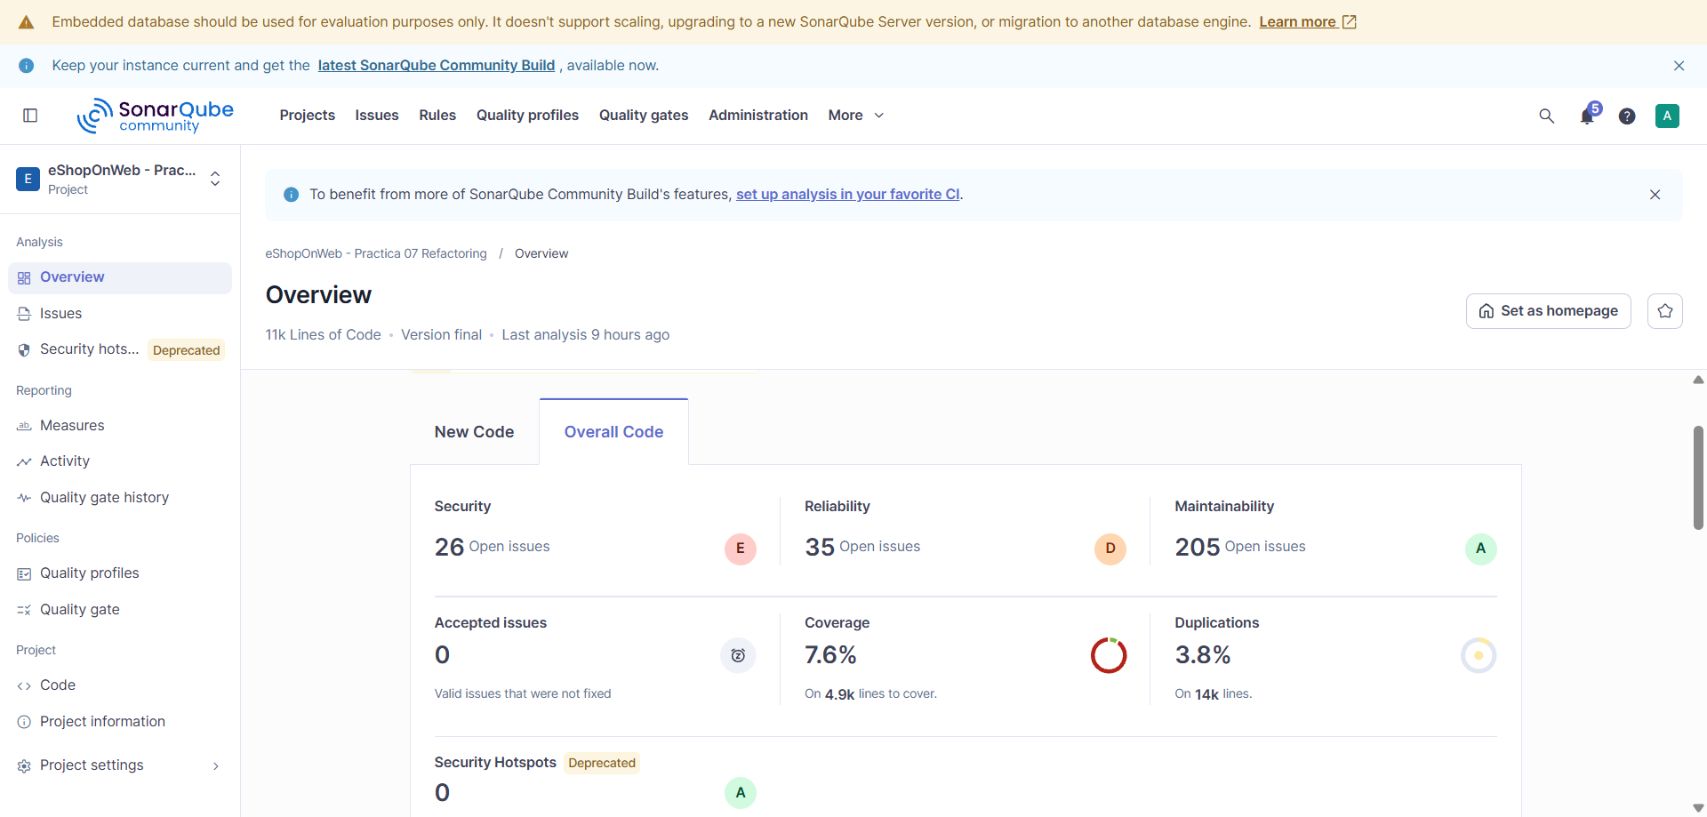 Embedded database should be used for evaluation purposes only. It doesn't support scaling, upgrading to a new SonarQube Server version, or migration to another database engine. Learn more
Keep your instance current and get the latest SonarQube Community Build , available now.
SonarQube
community
Projects Issues Rules Quality profiles Quality gates Administration More
5
?
A
E
eShopOnWeb - Prac...
Project
Analysis
Overview
Issues
Security hots... Deprecated
Reporting
Measures
Activity
Quality gate history
Policies
Quality profiles
Quality gate
Project
Code
Project information
Project settings
To benefit from more of SonarQube Community Build's features, set up analysis in your favorite CI.
eShopOnWeb - Practica 07 Refactoring / Overview
Overview
11k Lines of Code • Version final • Last analysis 9 hours ago
Set as homepage
New Code
Overall Code
Security
26 Open issues
E
Reliability
35 Open issues
D
Maintainability
205 Open issues
A
Accepted issues
0
Valid issues that were not fixed
Coverage
7.6%
On 4.9k lines to cover.
Duplications
3.8%
On 14k lines.
Security Hotspots Deprecated
0
A